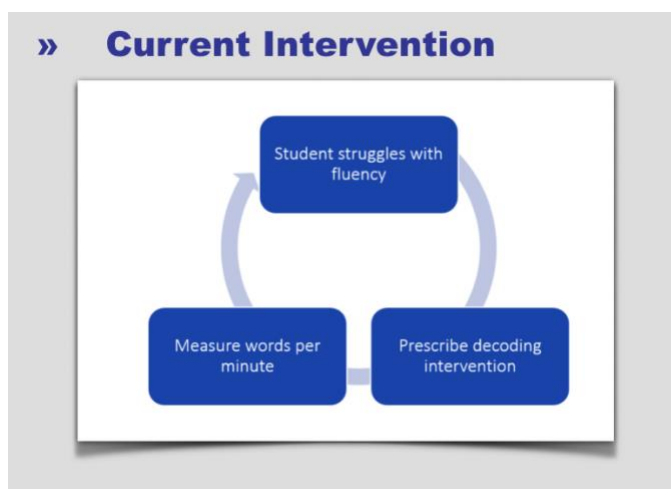 » Current Intervention
Student struggles with
fluency
Prescribe decoding
intervention
Measure words per
minute